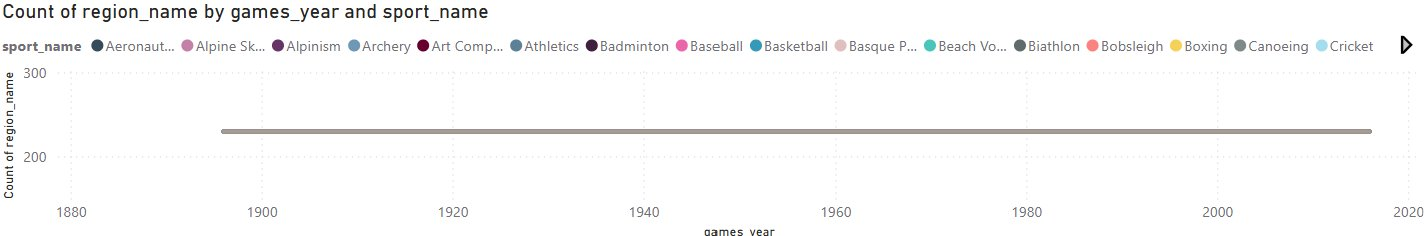 Count of region_name by games_year and sport_name
sport_name Aeronaut... Alpine Sk... Alpinism Archery Art Comp... Athletics Badminton Baseball Basketball Basque P... Beach Vo... Biathlon Bobsleigh Boxing Canoeing Cricket
Count of region_name
300
200
1880 1900 1920 1940 1960 1980 2000 2020
games_year